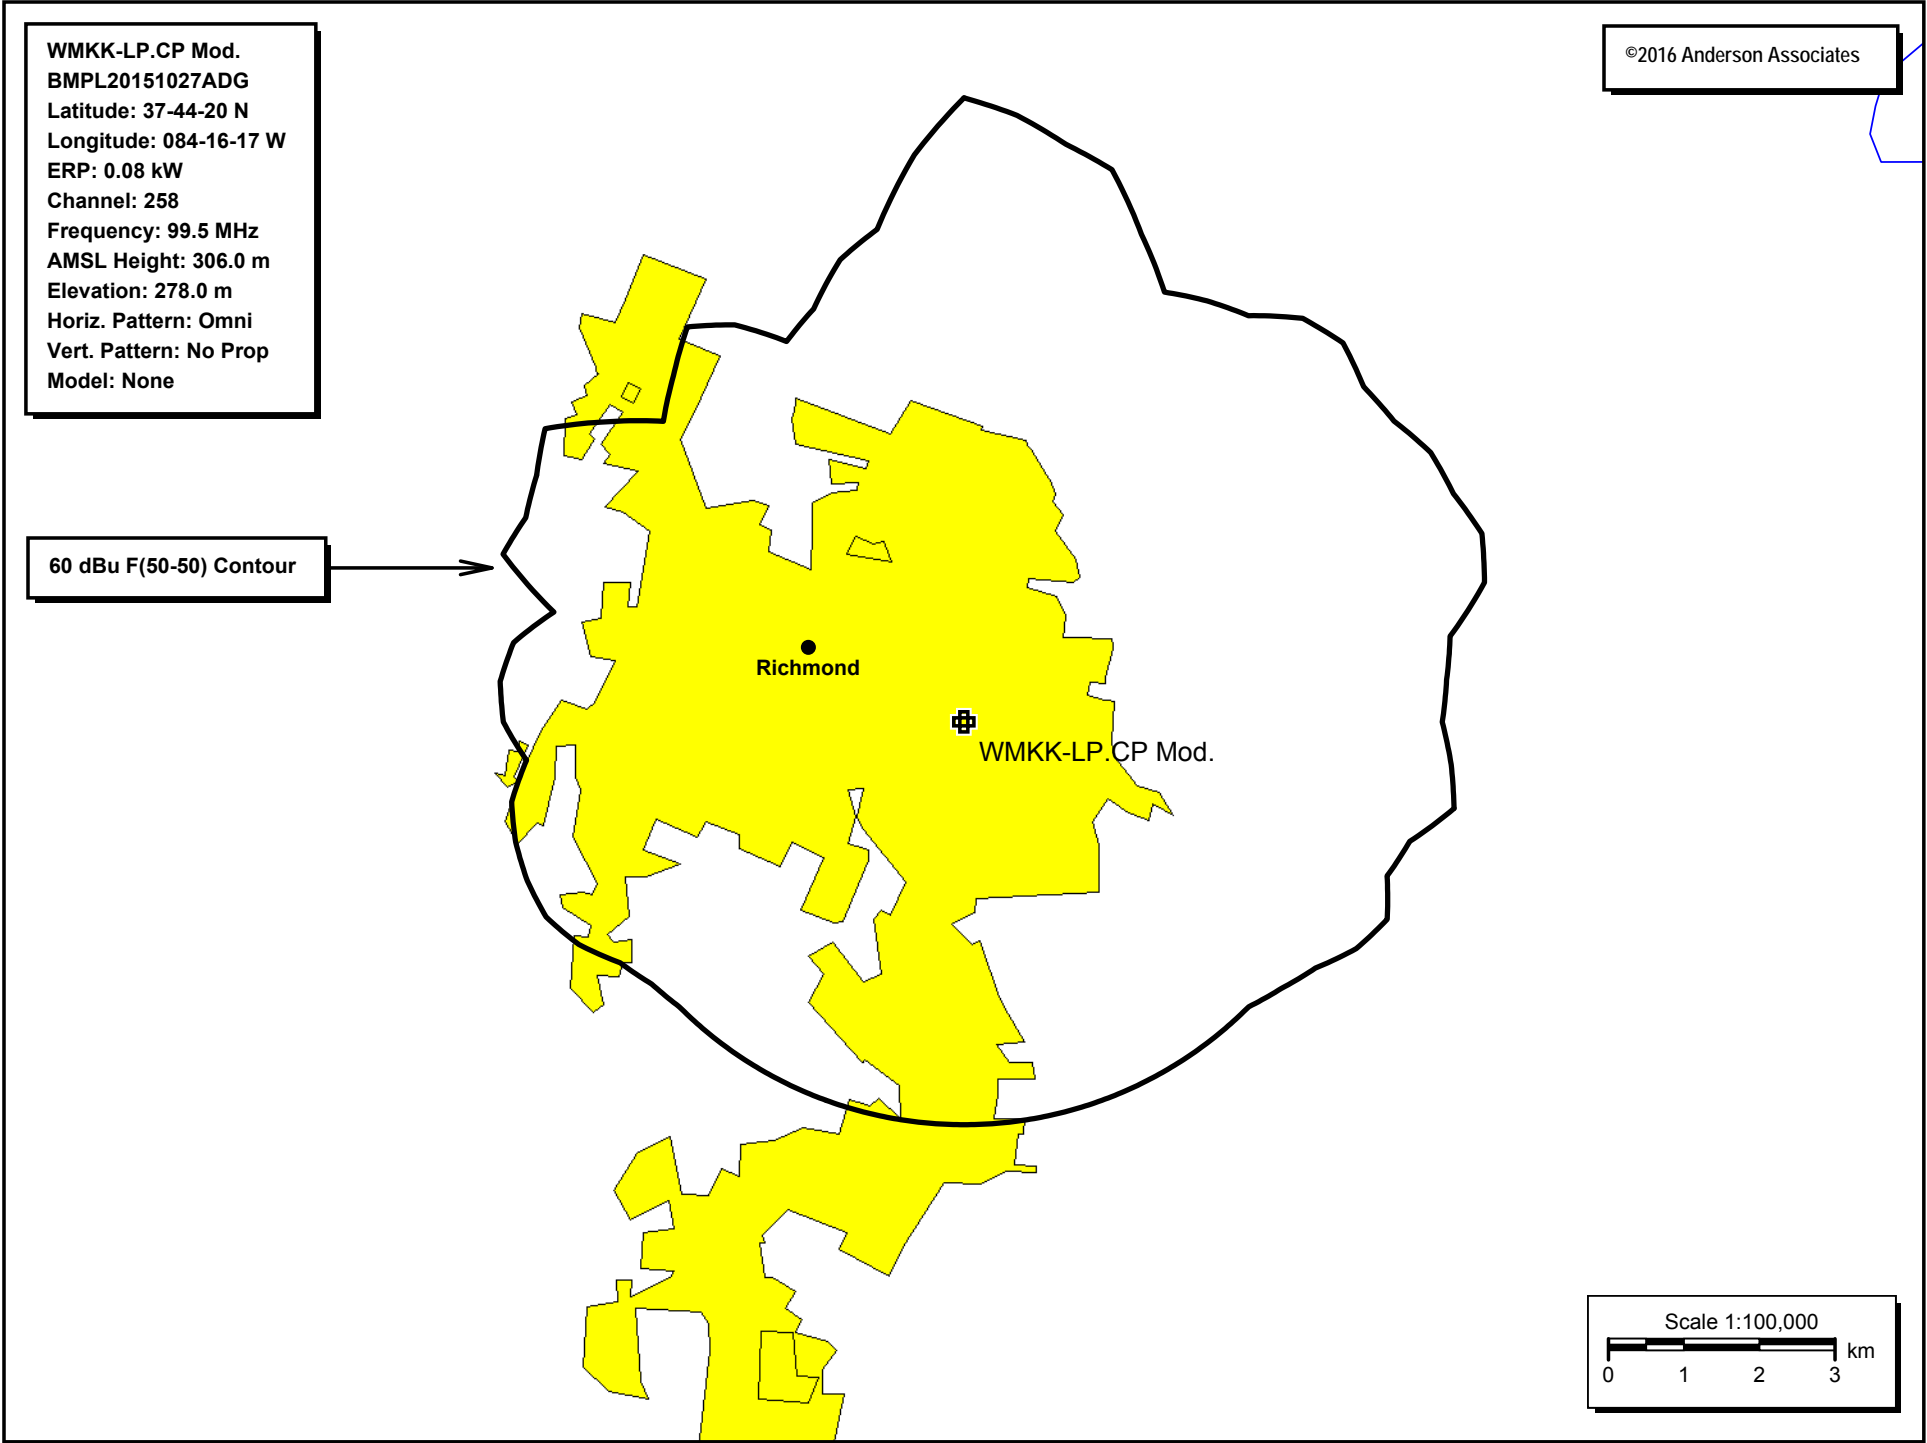 WMKK-LP.CP Mod.
BMPL20151027ADG
Latitude: 37-44-20 N
Longitude: 084-16-17 W
ERP: 0.08 kW
Channel: 258
Frequency: 99.5 MHz
AMSL Height: 306.0 m
Elevation: 278.0 m
Horiz. Pattern: Omni
Vert. Pattern: No Prop
Model: None
©2016 Anderson Associates
60 dBu F(50-50) Contour
Richmond
WMKK-LP.CP Mod.
Scale 1:100,000
km
0 1 2 3